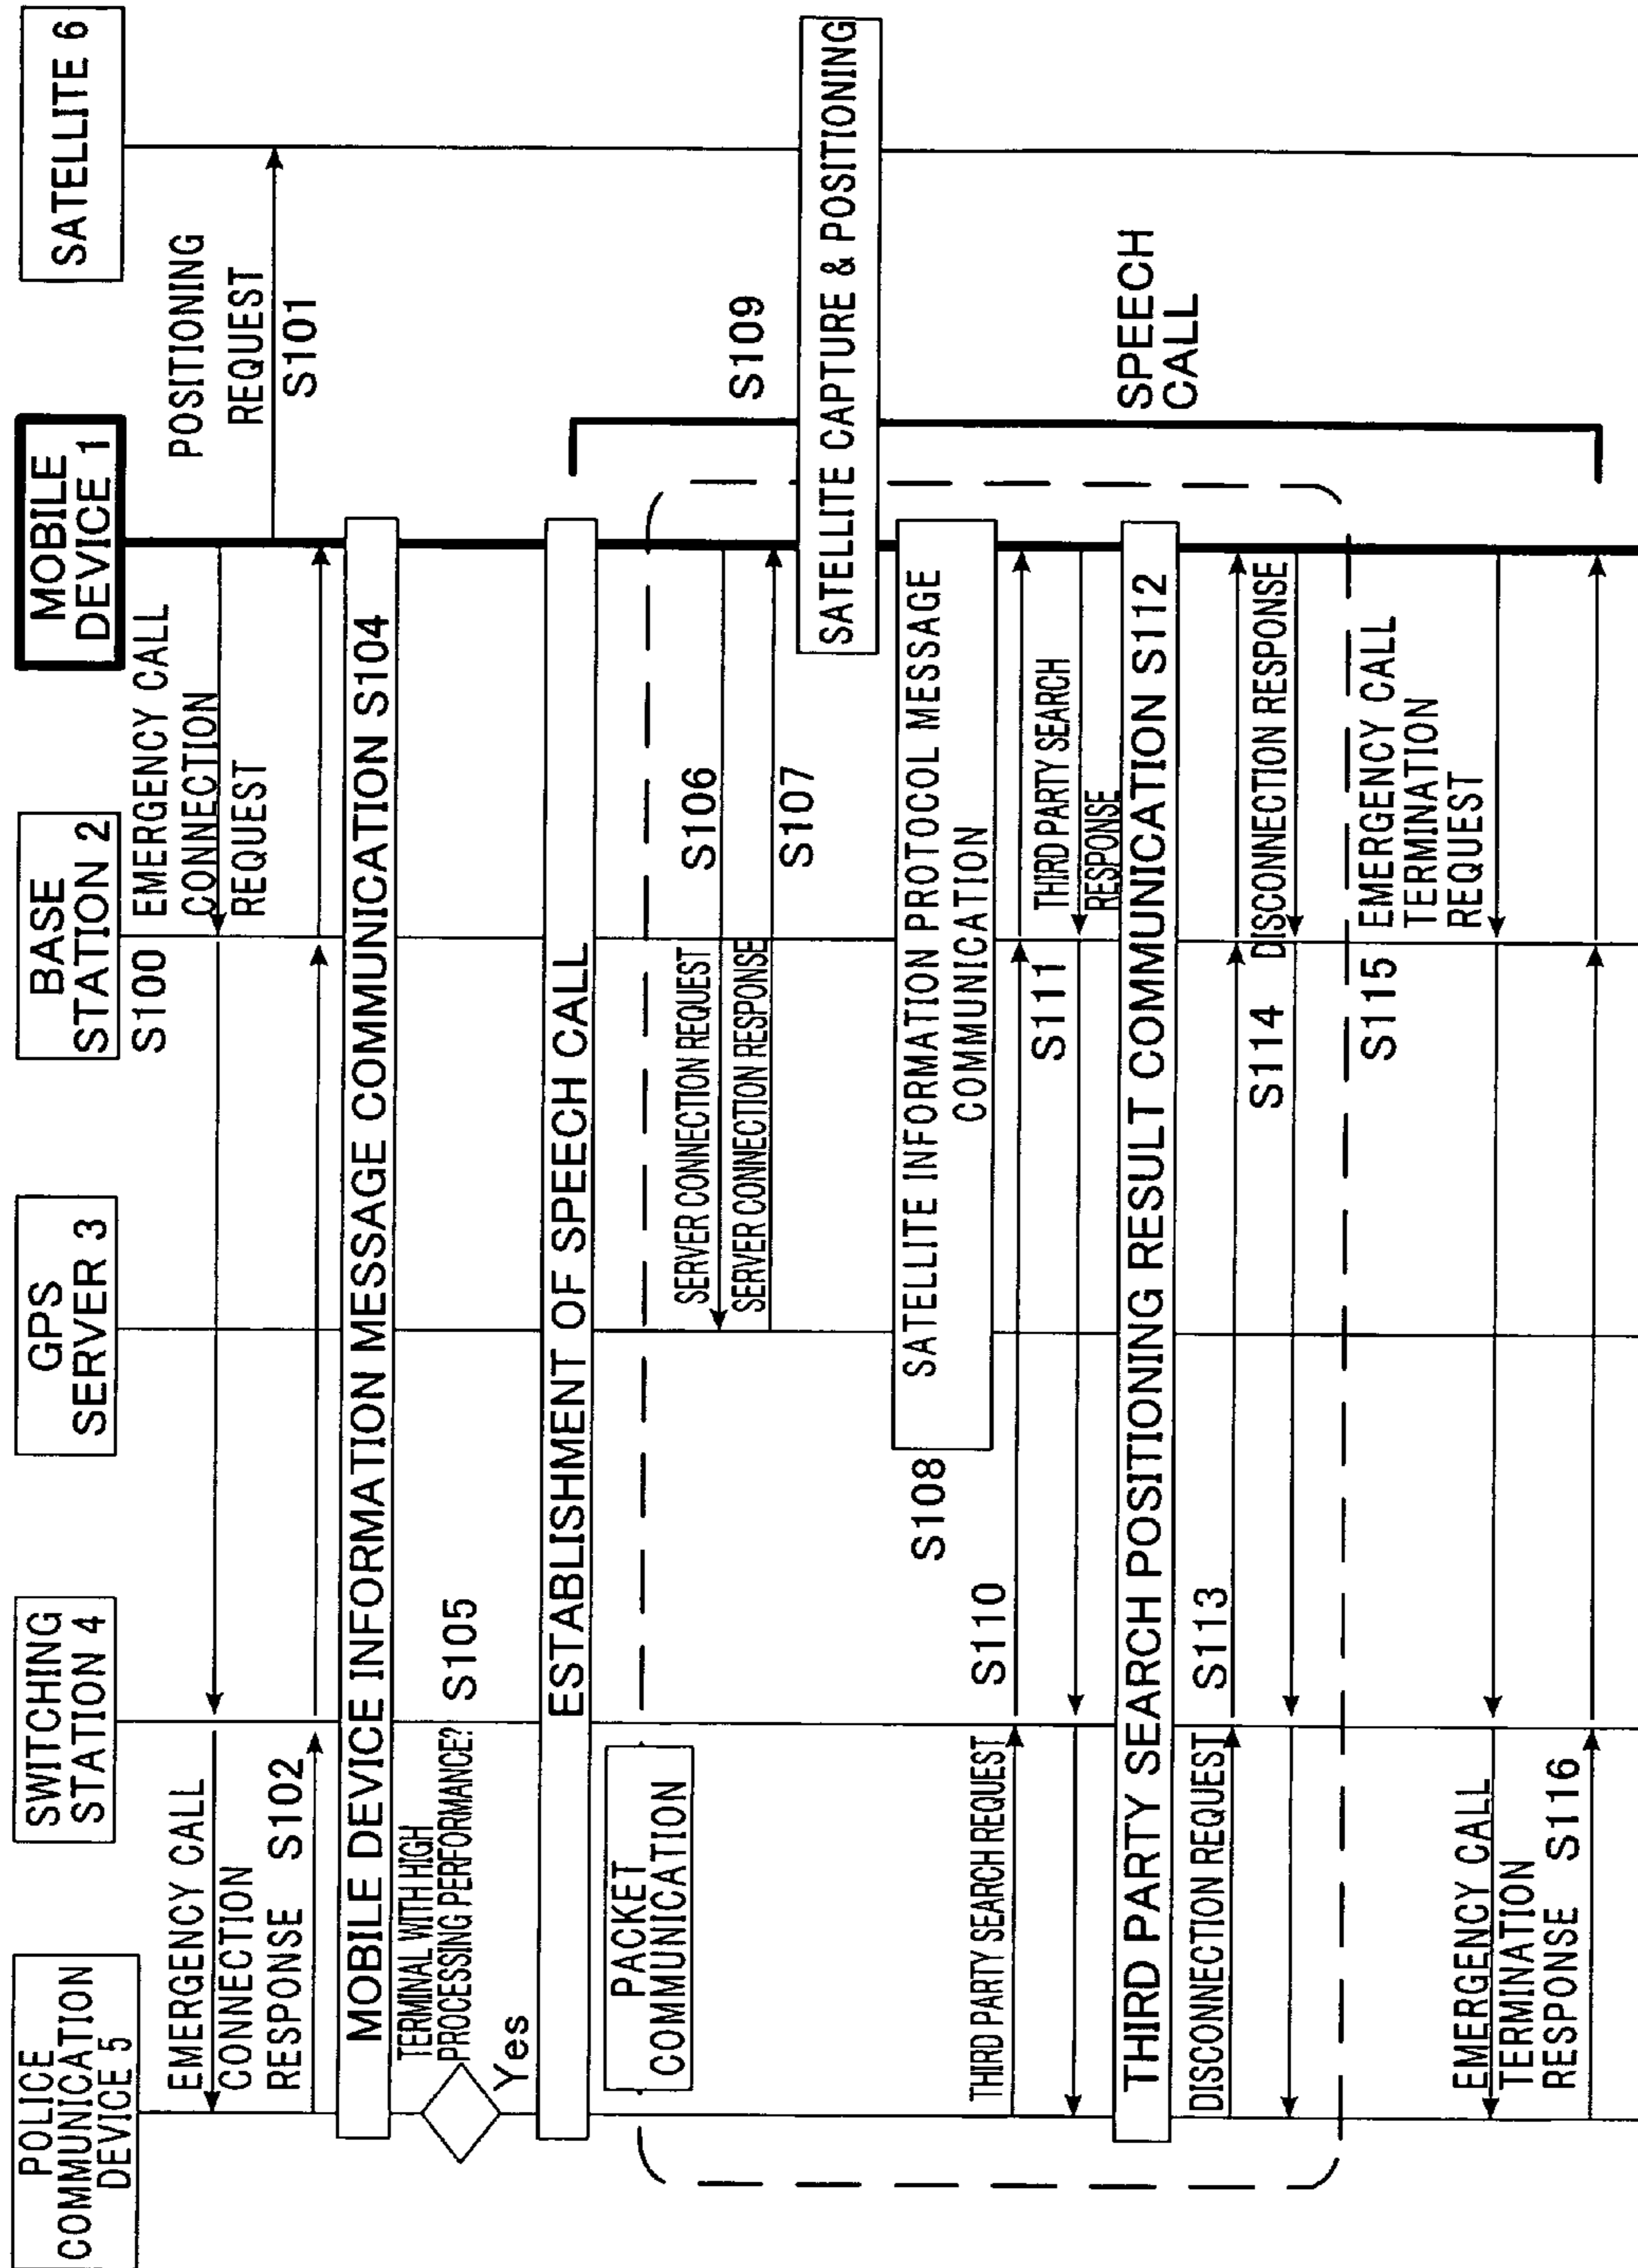 POLICE
COMMUNICATION
DEVICE 5
SWITCHING
STATION 4
GPS
SERVER 3
BASE
STATION 2
MOBILE
DEVICE 1
SATELLITE 6
EMERGENCY CALL
CONNECTION
RESPONSE S102
S100 EMERGENCY CALL
CONNECTION
REQUEST
POSITIONING
REQUEST
S101
MOBILE DEVICE INFORMATION MESSAGE COMMUNICATION S104
TERMINAL WITH HIGH
PROCESSING PERFORMANCE? S105
Yes
ESTABLISHMENT OF SPEECH CALL
PACKET
COMMUNICATION
SERVER CONNECTION REQUEST S106
SERVER CONNECTION RESPONSE S107
S109
SATELLITE CAPTURE & POSITIONING
S108
SATELLITE INFORMATION PROTOCOL MESSAGE
COMMUNICATION
THIRD PARTY SEARCH REQUEST S110
S111 THIRD PARTY SEARCH
RESPONSE
THIRD PARTY SEARCH POSITIONING RESULT COMMUNICATION S112
SPEECH
CALL
DISCONNECTION REQUEST S113
S114 DISCONNECTION RESPONSE
S115 EMERGENCY CALL
TERMINATION
REQUEST
EMERGENCY CALL
TERMINATION
RESPONSE S116